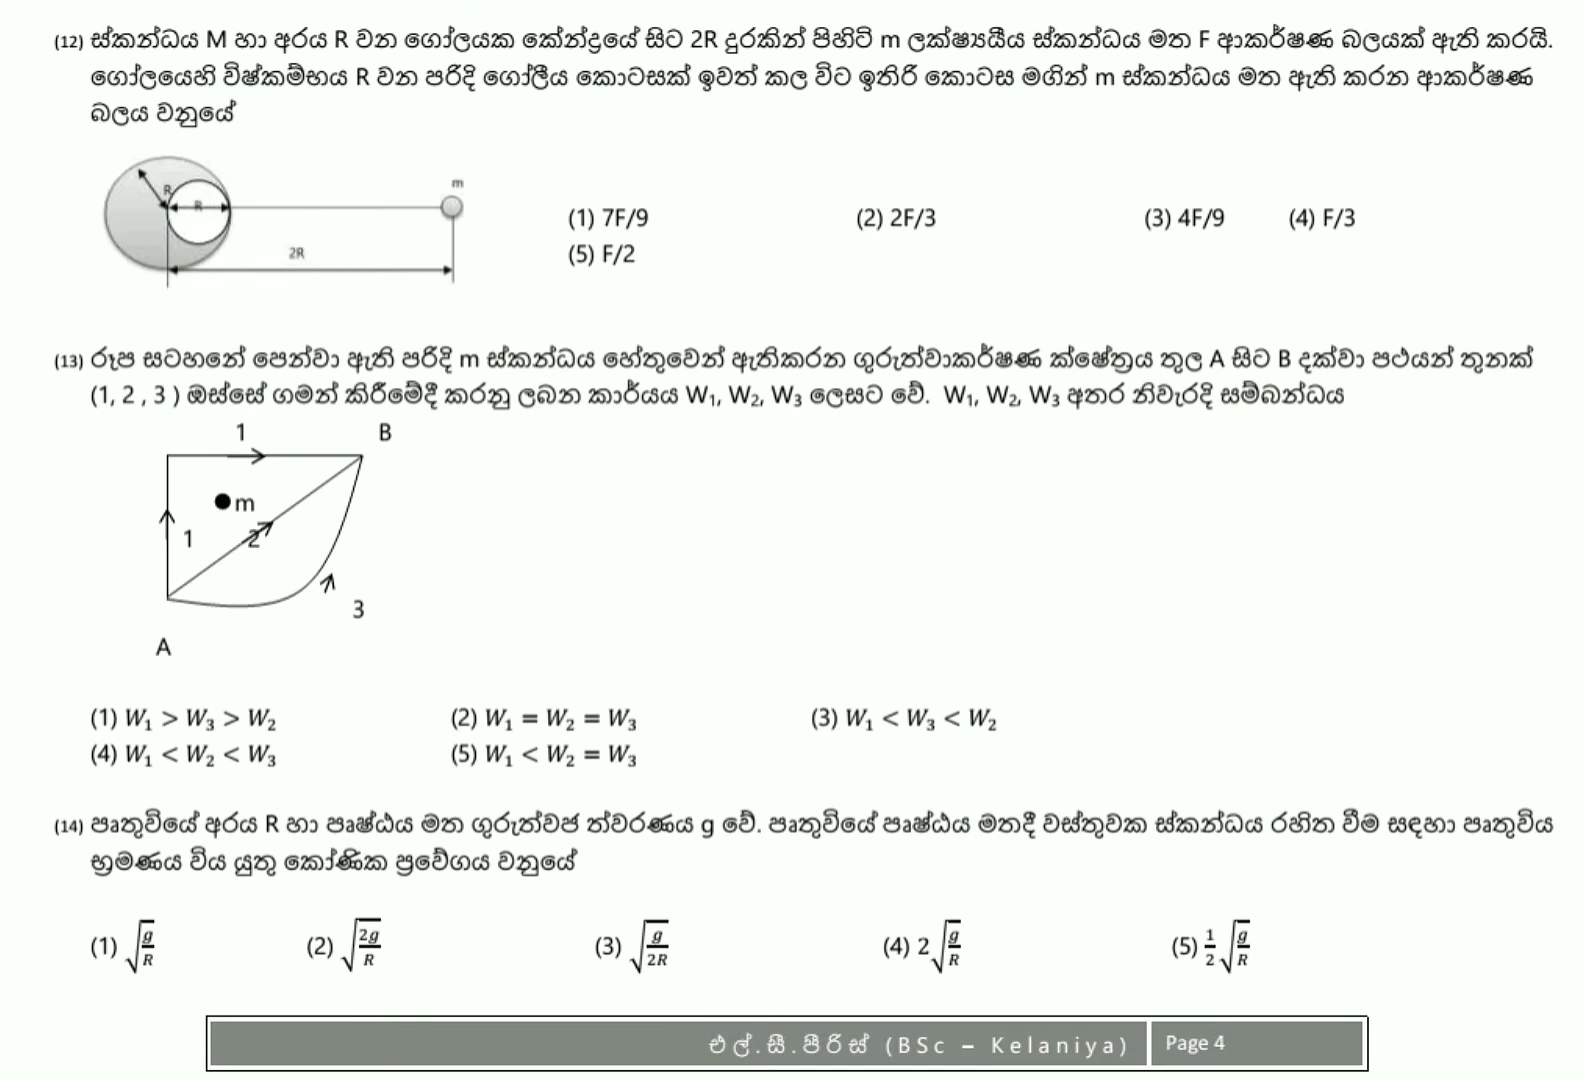 (12) ස්කන්ධය M හා අරය R වන ගෝලයක කේන්ද්‍රයේ සිට 2R දුරකින් පිහිටි m ලක්ෂ්‍යයීය ස්කන්ධය මත F ආකර්ෂණ බලයක් ඇති කරයි.
ගෝලයෙහි විෂ්කම්භය R වන පරිදි ගෝලීය කොටසක් ඉවත් කල විට ඉතිරි කොටස මගින් m ස්කන්ධය මත ඇති කරන ආකර්ෂණ
බලය වනුයේ
R
R
m
2R
(1) 7F/9 (2) 2F/3 (3) 4F/9 (4) F/3
(5) F/2
(13) රූප සටහනේ පෙන්වා ඇති පරිදි m ස්කන්ධය හේතුවෙන් ඇතිකරන ගුරුත්වාකර්ෂණ ක්ෂේත්‍රය තුල A සිට B දක්වා පථයන් තුනක්
(1, 2 , 3 ) ඔස්සේ ගමන් කිරීමේදී කරනු ලබන කාර්යය W₁, W₂, W₃ ලෙසට වේ. W₁, W₂, W₃ අතර නිවැරදි සම්බන්ධය
1 B
m
1 2
3
A
(1) W₁ > W₃ > W₂ (2) W₁ = W₂ = W₃ (3) W₁ < W₃ < W₂
(4) W₁ < W₂ < W₃ (5) W₁ < W₂ = W₃
(14) පෘතුවියේ අරය R හා පෘෂ්ඨය මත ගුරුත්වජ ත්වරණය g වේ. පෘතුවියේ පෘෂ්ඨය මතදී වස්තුවක ස්කන්ධය රහිත වීම සඳහා පෘතුවිය
භ්‍රමණය විය යුතු කෝණික ප්‍රවේගය වනුයේ
(1) √(g/R) (2) √(2g/R) (3) √(g/2R) (4) 2√(g/R) (5) 1/2 √(g/R)
එල්.සී.පීරිස් (BSc – Kelaniya) Page 4